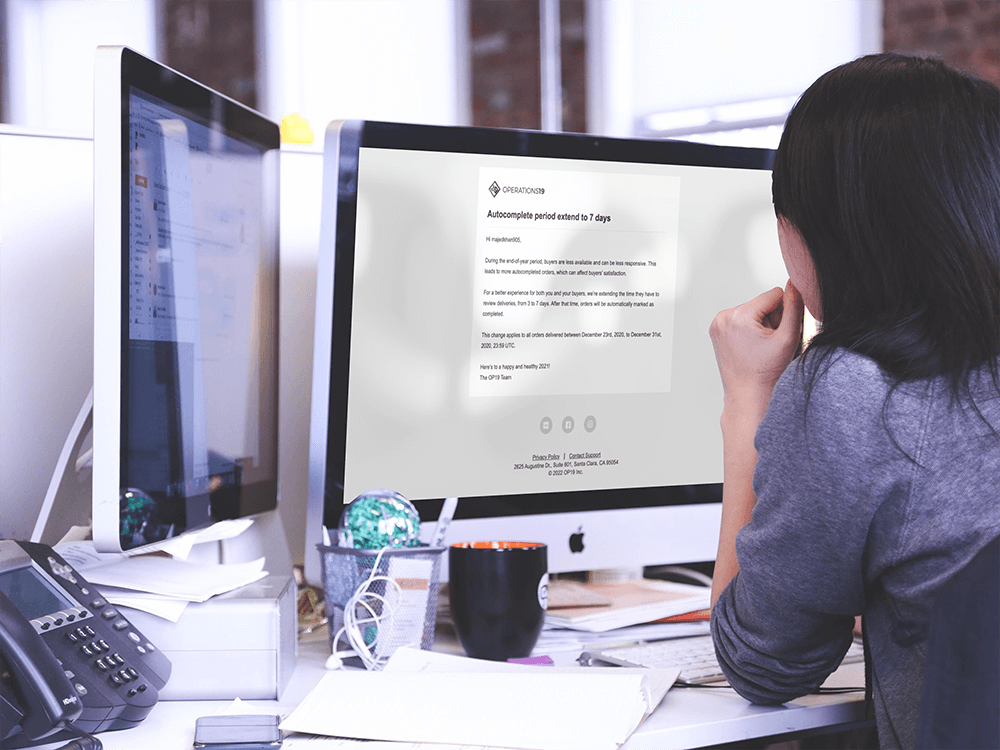 OPERATIONS19
Autocomplete period extend to 7 days
Hi majedkhan905,
During the end-of-year period, buyers are less available and can be less responsive. This
leads to more autocompleted orders, which can affect buyers' satisfaction.
For a better experience for both you and your buyers, we're extending the time they have to
review deliveries, from 3 to 7 days. After that time, orders will be automatically marked as
completed.
This change applies to all orders delivered between December 23rd, 2020, to December 31st,
2020, 23:59 UTC.
Here's to a happy and healthy 2021!
The OP19 Team
Privacy Policy | Contact Support
2625 Augustine Dr., Suite 601, Santa Clara, CA 95054
© 2022 OP19 Inc.